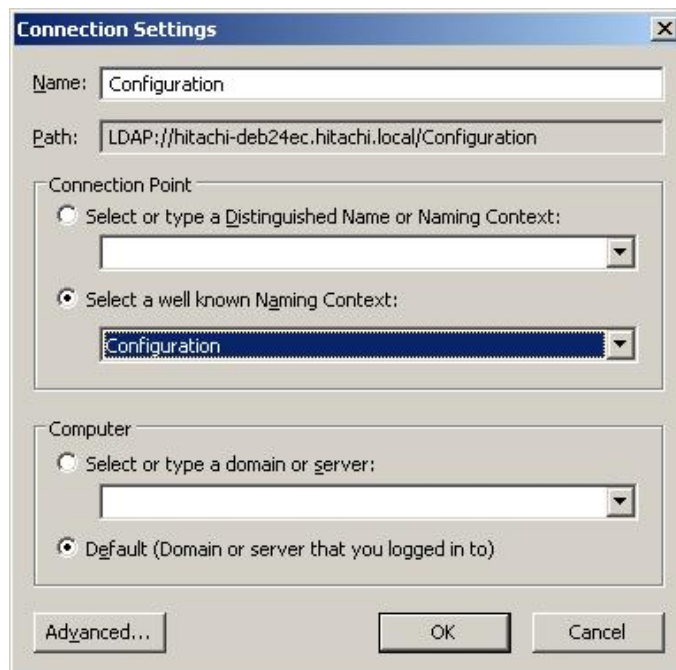 Connection Settings
Name: Configuration
Path: LDAP://hitachi-deb24ec.hitachi.local/Configuration
Connection Point
Select or type a Distinguished Name or Naming Context:
Select a well known Naming Context:
Configuration
Computer
Select or type a domain or server:
Default (Domain or server that you logged in to)
Advanced... OK Cancel